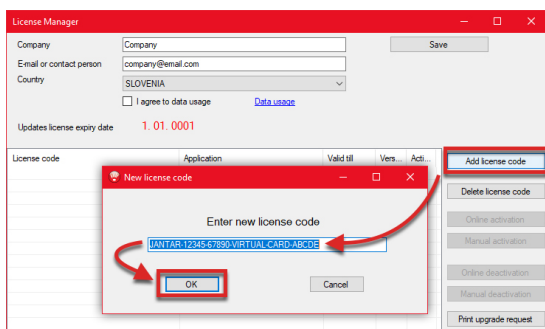 License Manager
Company Company Save
E-mail or contact person company@email.com
Country SLOVENIA
I agree to data usage Data usage
Updates license expiry date 1. 01. 0001
License code Application Valid till Vers... Acti... Add license code
New license code
Delete license code
Enter new license code
Online activation
JANTAR-12345-67890-VIRTUAL-CARD-ABCDE
Manual activation
OK Cancel
Online deactivation
Manual deactivation
Print upgrade request